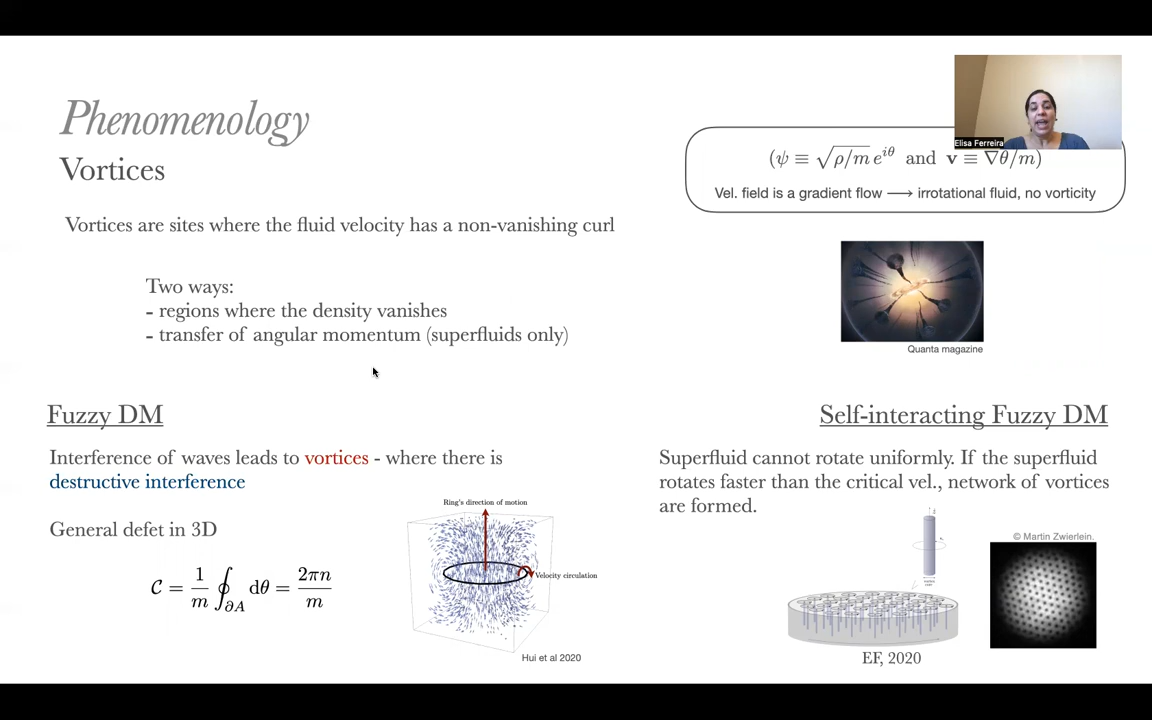 Phenomenology
Vortices
Elisa Ferreira
(ψ ≡ √ρ/m e^{iθ} and v ≡ ∇θ/m)
Vel. field is a gradient flow ⟶ irrotational fluid, no vorticity
Vortices are sites where the fluid velocity has a non-vanishing curl
Two ways:
- regions where the density vanishes
- transfer of angular momentum (superfluids only)
Quanta magazine
Fuzzy DM
Interference of waves leads to vortices - where there is
destructive interference
General defet in 3D
C = 1/m ∮_{∂A} dθ = 2πn/m
Ring's direction of motion
Velocity circulation
Hui et al 2020
Self-interacting Fuzzy DM
Superfluid cannot rotate uniformly. If the superfluid
rotates faster than the critical vel., network of vortices
are formed.
© Martin Zwierlein.
EF, 2020